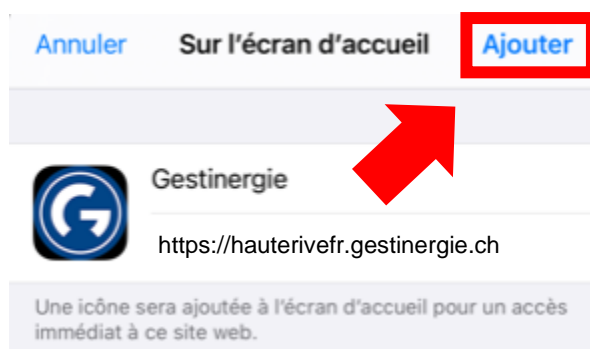 Annuler Sur l'écran d'accueil Ajouter
G
Gestinergie
https://hauterivefr.gestinergie.ch
Une icône sera ajoutée à l'écran d'accueil pour un accès
immédiat à ce site web.